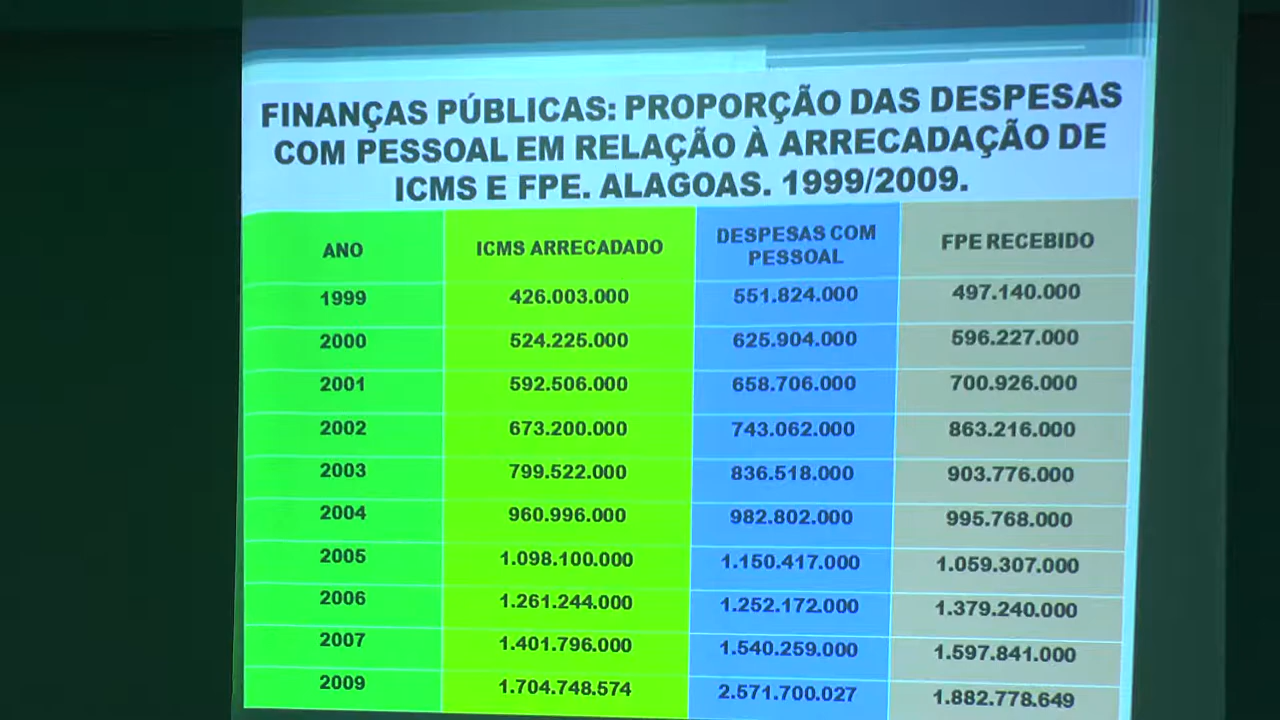 FINANÇAS PÚBLICAS: PROPORÇÃO DAS DESPESAS
COM PESSOAL EM RELAÇÃO À ARRECADAÇÃO DE
ICMS E FPE. ALAGOAS. 1999/2009.
ANO ICMS ARRECADADO DESPESAS COM PESSOAL FPE RECEBIDO
1999 426.003.000 551.824.000 497.140.000
2000 524.225.000 625.904.000 596.227.000
2001 592.506.000 658.706.000 700.926.000
2002 673.200.000 743.062.000 863.216.000
2003 799.522.000 836.518.000 903.776.000
2004 960.996.000 982.802.000 995.768.000
2005 1.098.100.000 1.150.417.000 1.059.307.000
2006 1.261.244.000 1.252.172.000 1.379.240.000
2007 1.401.796.000 1.540.259.000 1.597.841.000
2009 1.704.748.574 2.571.700.027 1.882.778.649